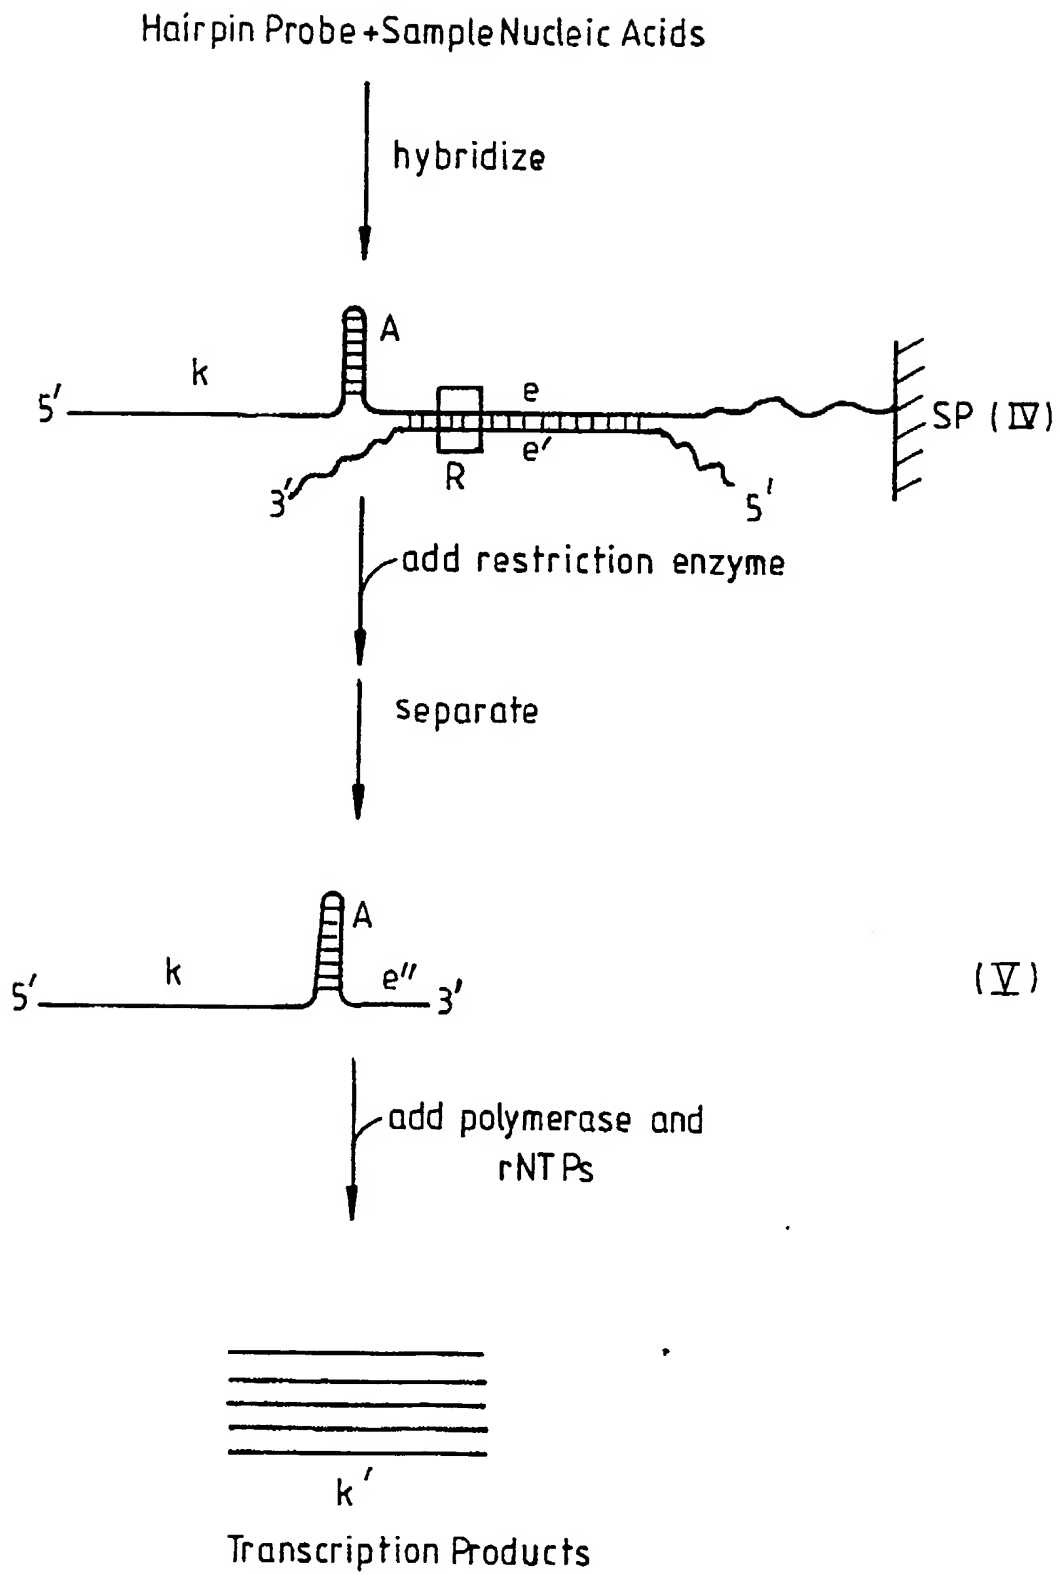 Hairpin Probe + Sample Nucleic Acids
hybridize
A
k
e
5'
SP (IV)
e'
R
3'
5'
add restriction enzyme
separate
A
k
e''
5'
3'
(V)
add polymerase and
rNTPs
k'
Transcription Products